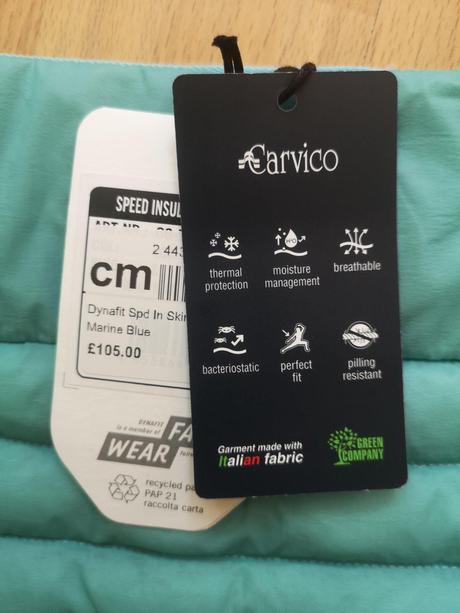 Carvico
thermal
protection
moisture
management
breathable
bacteriostatic
perfect
fit
pilling
resistant
Garment made with
Italian fabric
GREEN
COMPANY
SPEED INSUL
2 443
cm
Dynafit Spd In Skir
Marine Blue
£105.00
DYNAFIT
is a member of
FA
WEAR
recycled pa
PAP 21
raccolta carta